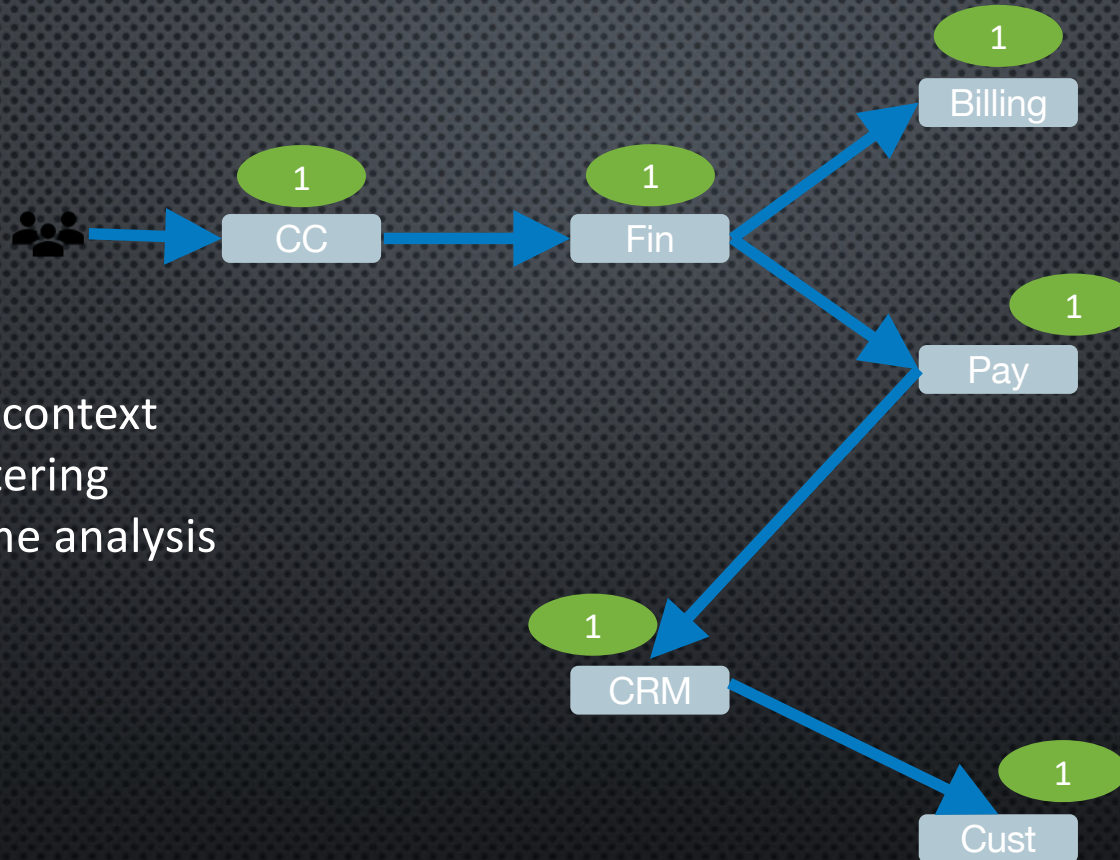 1
Billing
1
CC
1
Fin
1
Pay
context
tering
ne analysis
1
CRM
1
Cust